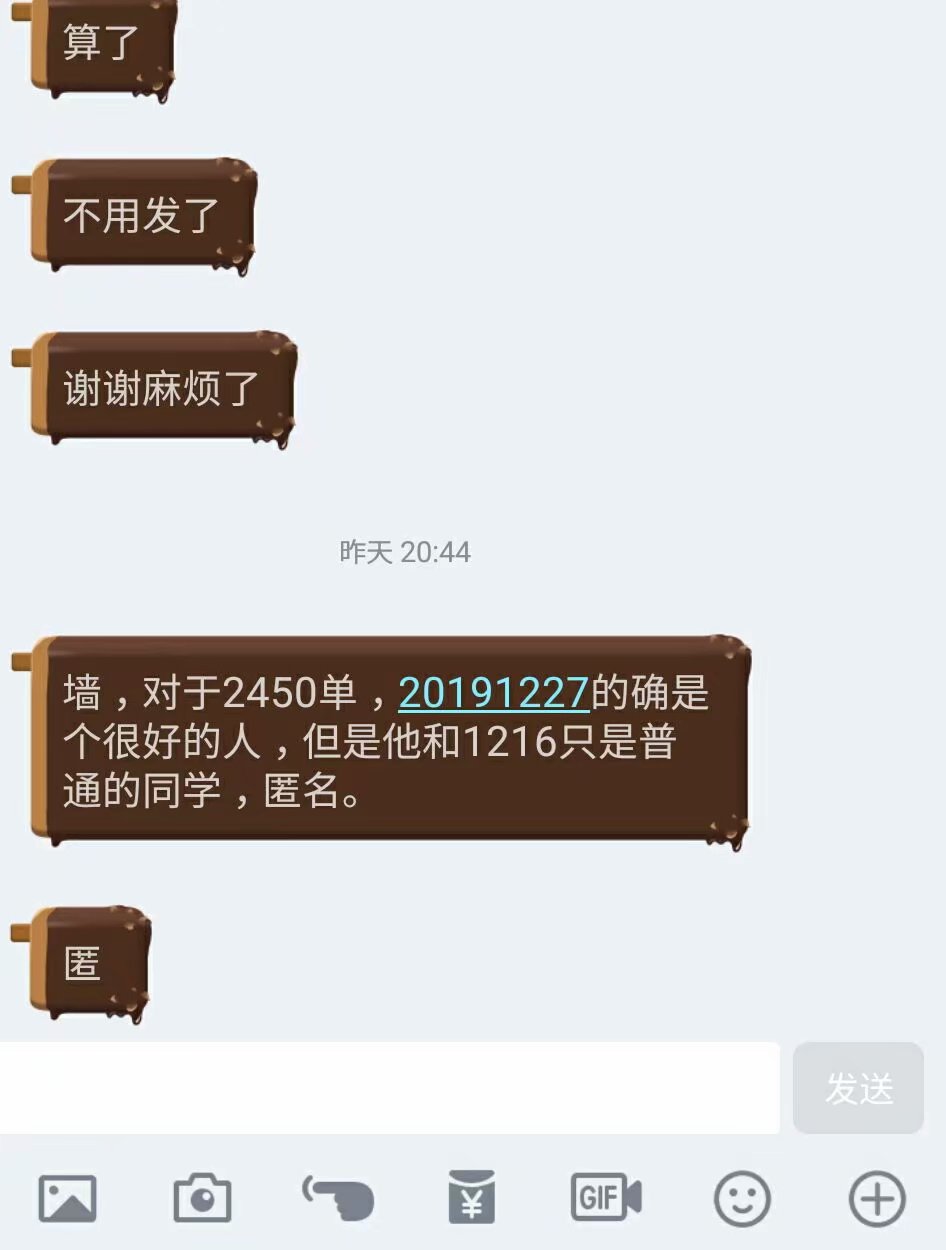 算了
不用发了
谢谢麻烦了
昨天 20:44
墙，对于2450单，20191227的确是
个很好的人，但是他和1216只是普
通的同学，匿名。
匿
发送
¥
GIF